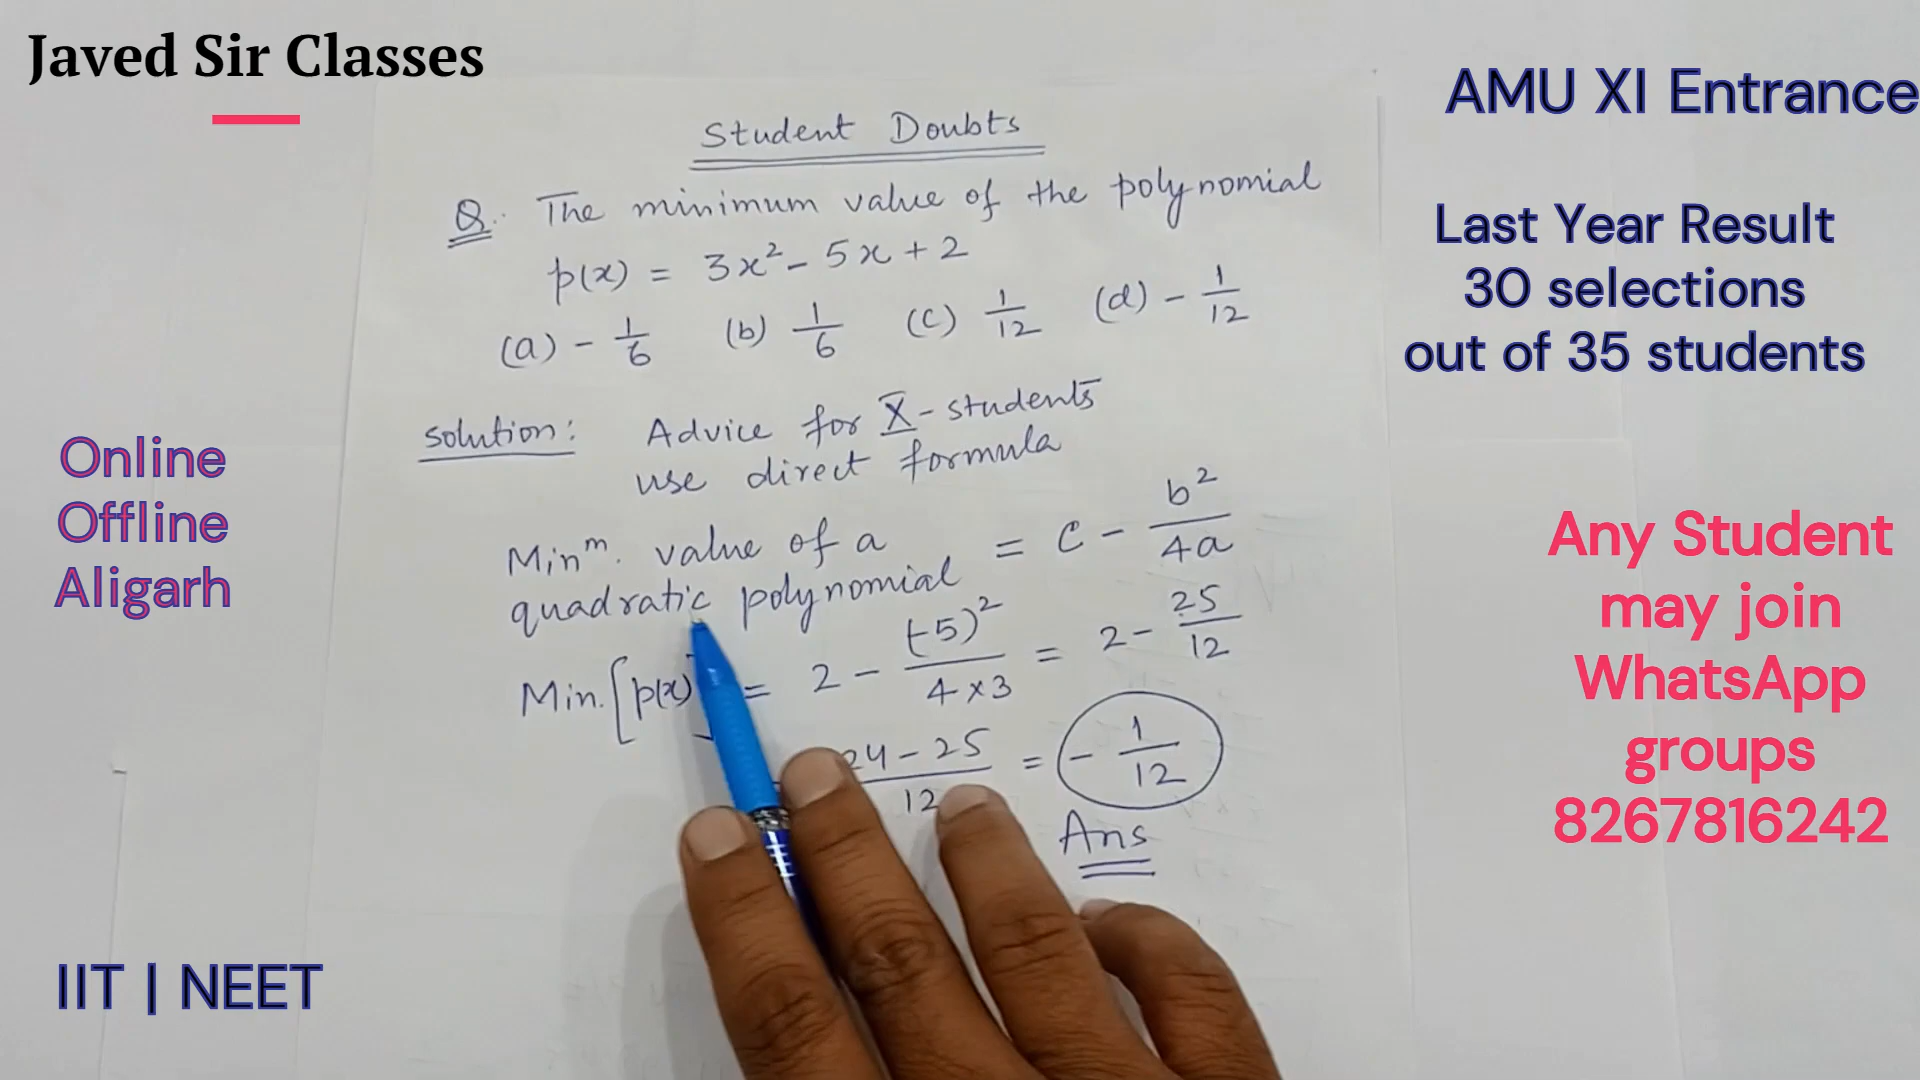 Javed Sir Classes
AMU XI Entrance
Last Year Result
30 selections
out of 35 students
Student Doubts
Q. The minimum value of the polynomial
p(x) = 3x² - 5x + 2
(a) - 1/6 (b) 1/6 (c) 1/12 (d) - 1/12
Solution: Advice for X - students
use direct formula
Minᵐ. value of a
quadratic polynomial = c - b²/4a
Min. [p(x)] = 2 - (-5)²/4×3 = 2 - 25/12
24 - 25/12 = - 1/12
Ans
Online
Offline
Aligarh
IIT | NEET
Any Student
may join
WhatsApp
groups
8267816242